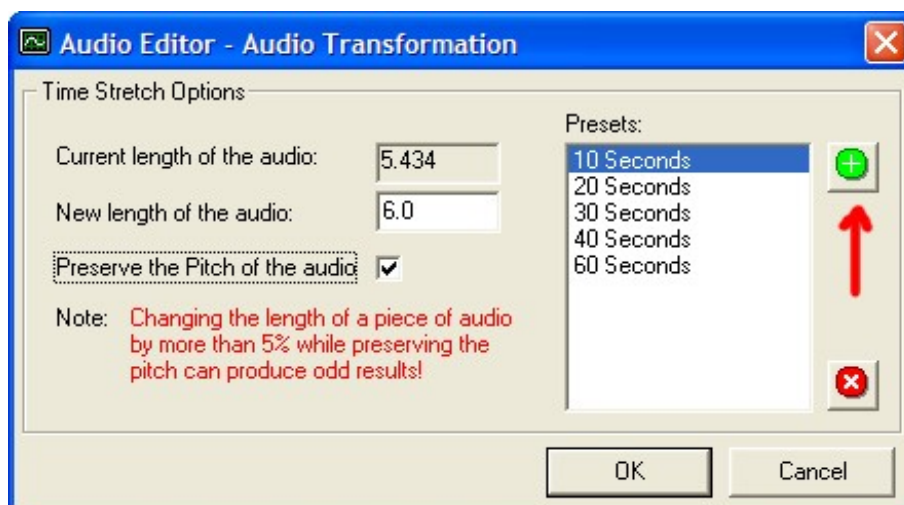 Audio Editor - Audio Transformation
Time Stretch Options
Current length of the audio: 5.434
New length of the audio: 6.0
Preserve the Pitch of the audio
Note: Changing the length of a piece of audio
by more than 5% while preserving the
pitch can produce odd results!
Presets:
10 Seconds
20 Seconds
30 Seconds
40 Seconds
60 Seconds
OK
Cancel